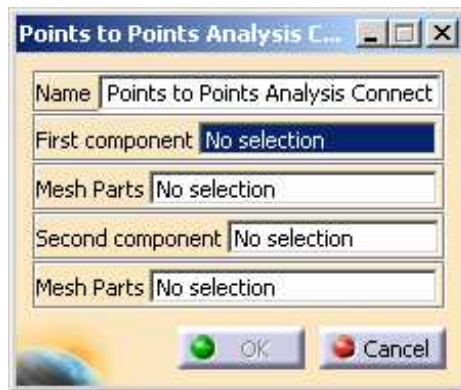 Points to Points Analysis C...
Name Points to Points Analysis Connect
First component No selection
Mesh Parts No selection
Second component No selection
Mesh Parts No selection
OK Cancel